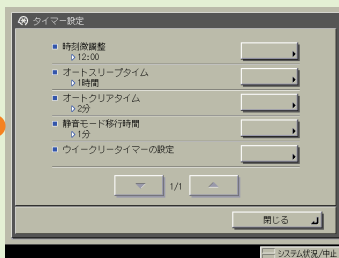 タイマー設定
時刻微調整
12:00
オートスリープタイム
1時間
オートクリアタイム
2分
静音モード移行時間
1分
ウイークリータイマーの設定
1/1
閉じる
システム状況/中止